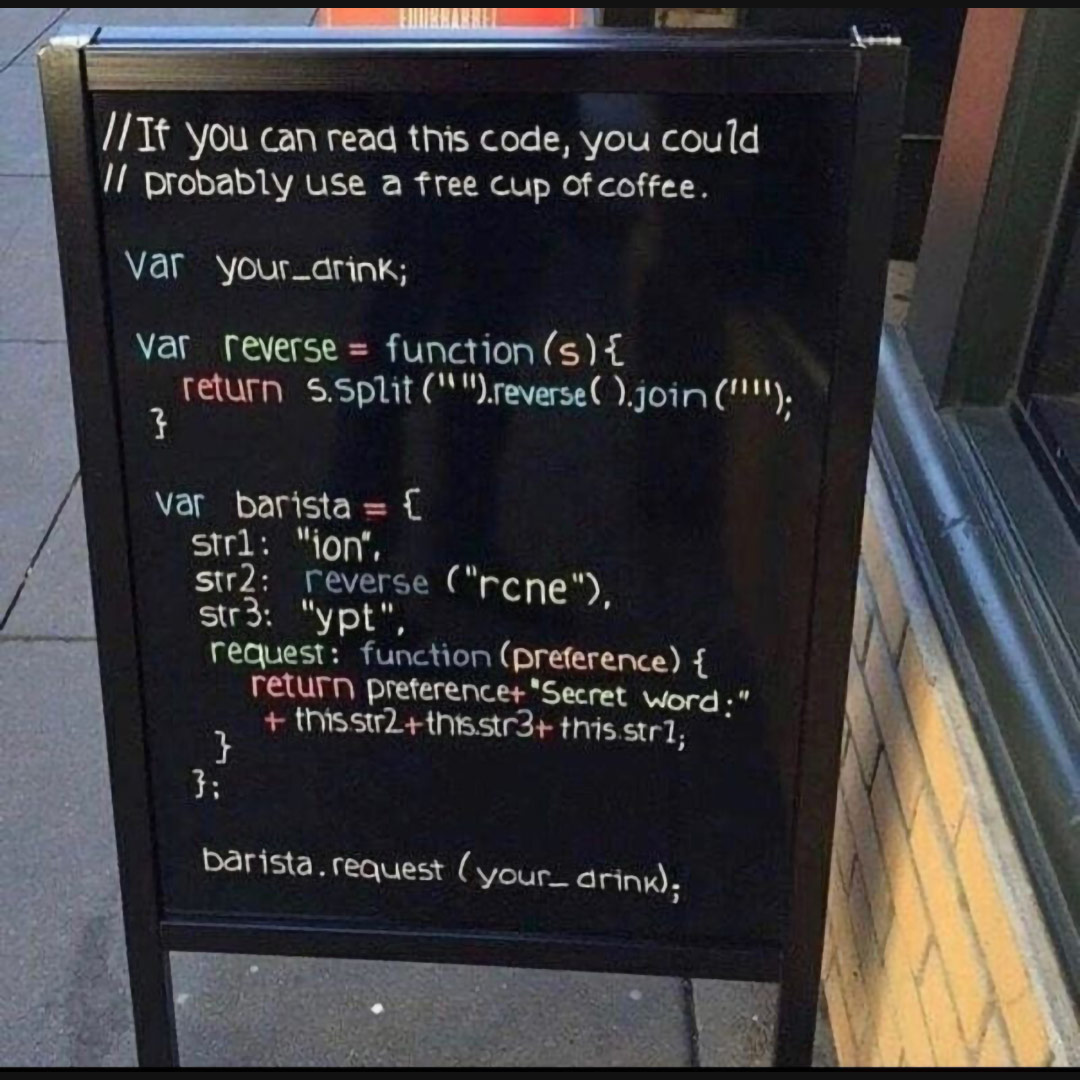 FOURBARREL
//If you can read this code, you could
// probably use a free cup of coffee.
var your_drink;
var reverse = function (s) {
return s.split ("").reverse( ).join ("");
}
var barista = {
str1: "ion",
str2: reverse ("rcne"),
str3: "ypt",
request: function (preference) {
return preference+"Secret word:"
+ this.str2+this.str3+ this.str1;
}
};
barista.request (your_drink);